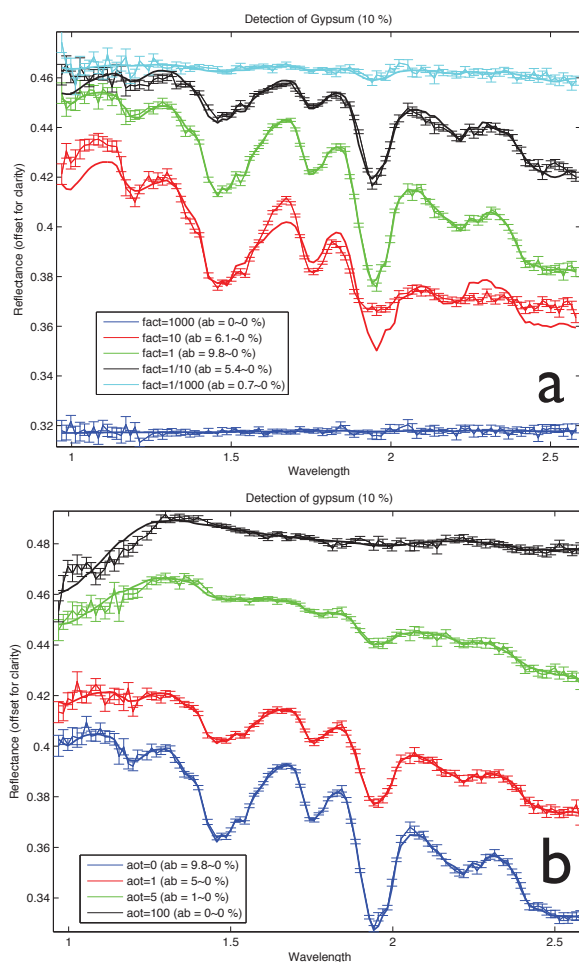 Detection of Gypsum (10 %)
Reflectance (offset for clarity)
0.46
0.44
0.42
0.4
0.38
0.36
0.34
0.32
fact=1000 (ab = 0~0 %)
fact=10 (ab = 6.1~0 %)
fact=1 (ab = 9.8~0 %)
fact=1/10 (ab = 5.4~0 %)
fact=1/1000 (ab = 0.7~0 %)
a
1
1.5
2
2.5
Wavelength
Detection of gypsum (10 %)
Reflectance (offset for clarity)
0.48
0.46
0.44
0.42
0.4
0.38
0.36
0.34
aot=0 (ab = 9.8~0 %)
aot=1 (ab = 5~0 %)
aot=5 (ab = 1~0 %)
aot=100 (ab = 0~0 %)
b
1
1.5
2
2.5
Wavelength